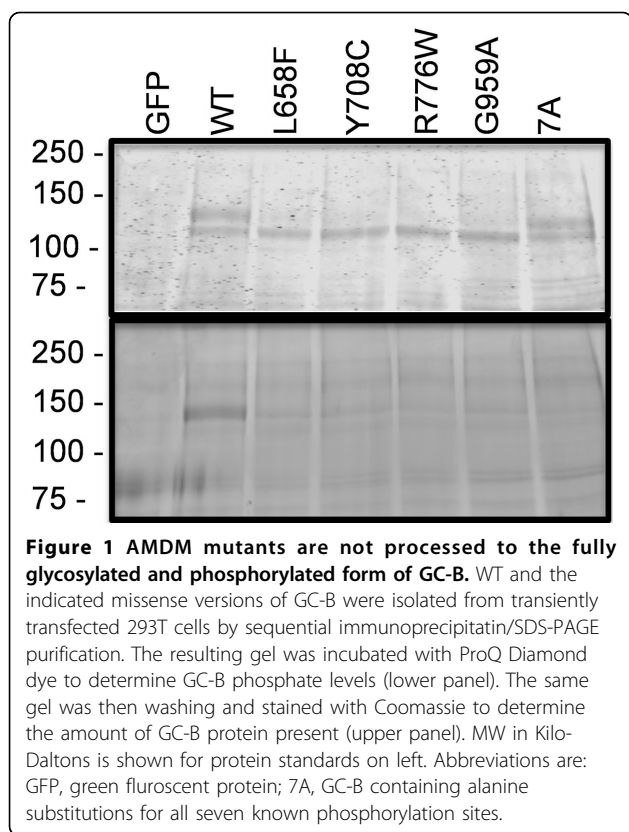 GFP WT L658F Y708C R776W G959A 7A
250 -
150 -
100 -
75 -
250 -
150 -
100 -
75 -
Figure 1 AMDM mutants are not processed to the fully
glycosylated and phosphorylated form of GC-B. WT and the
indicated missense versions of GC-B were isolated from transiently
transfected 293T cells by sequential immunoprecipitatin/SDS-PAGE
purification. The resulting gel was incubated with ProQ Diamond
dye to determine GC-B phosphate levels (lower panel). The same
gel was then washing and stained with Coomassie to determine
the amount of GC-B protein present (upper panel). MW in Kilo-
Daltons is shown for protein standards on left. Abbreviations are:
GFP, green fluroscent protein; 7A, GC-B containing alanine
substitutions for all seven known phosphorylation sites.